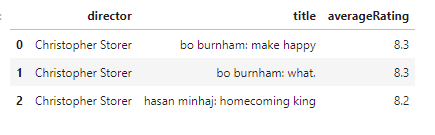 director title averageRating
0 Christopher Storer bo burnham: make happy 8.3
1 Christopher Storer bo burnham: what. 8.3
2 Christopher Storer hasan minhaj: homecoming king 8.2